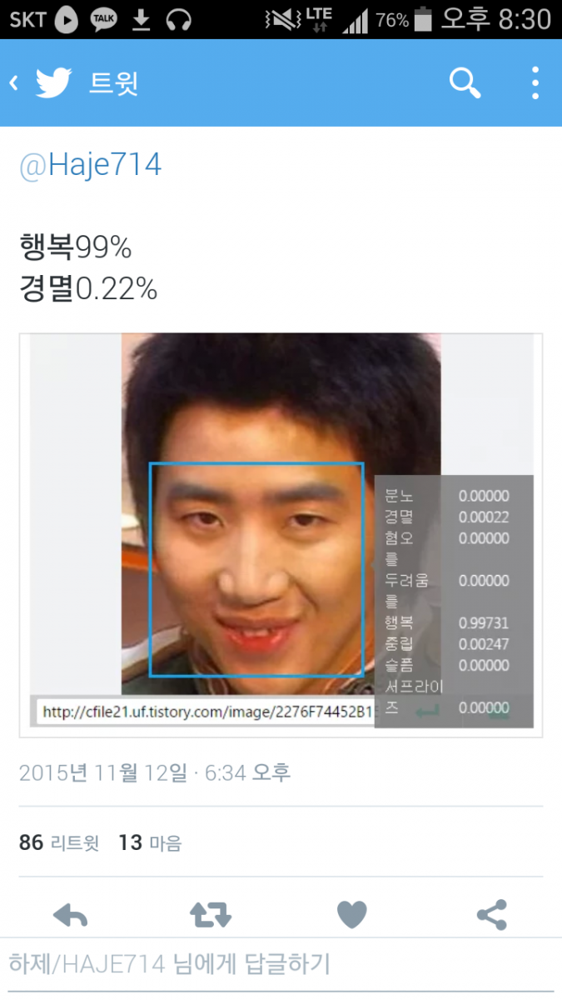 SKT TALK LTE 76% 오후 8:30
트윗
@Haje714
행복99%
경멸0.22%
분노 0.00000
경멸 0.00022
혐오 0.00000
를
두려움 0.00000
를
행복 0.99731
중립 0.00247
슬픔 0.00000
서프라이
즈 0.00000
http://cfile21.uf.tistory.com/image/2276F74452B1
2015년 11월 12일 · 6:34 오후
86 리트윗 13 마음
하제/HAJE714 님에게 답글하기